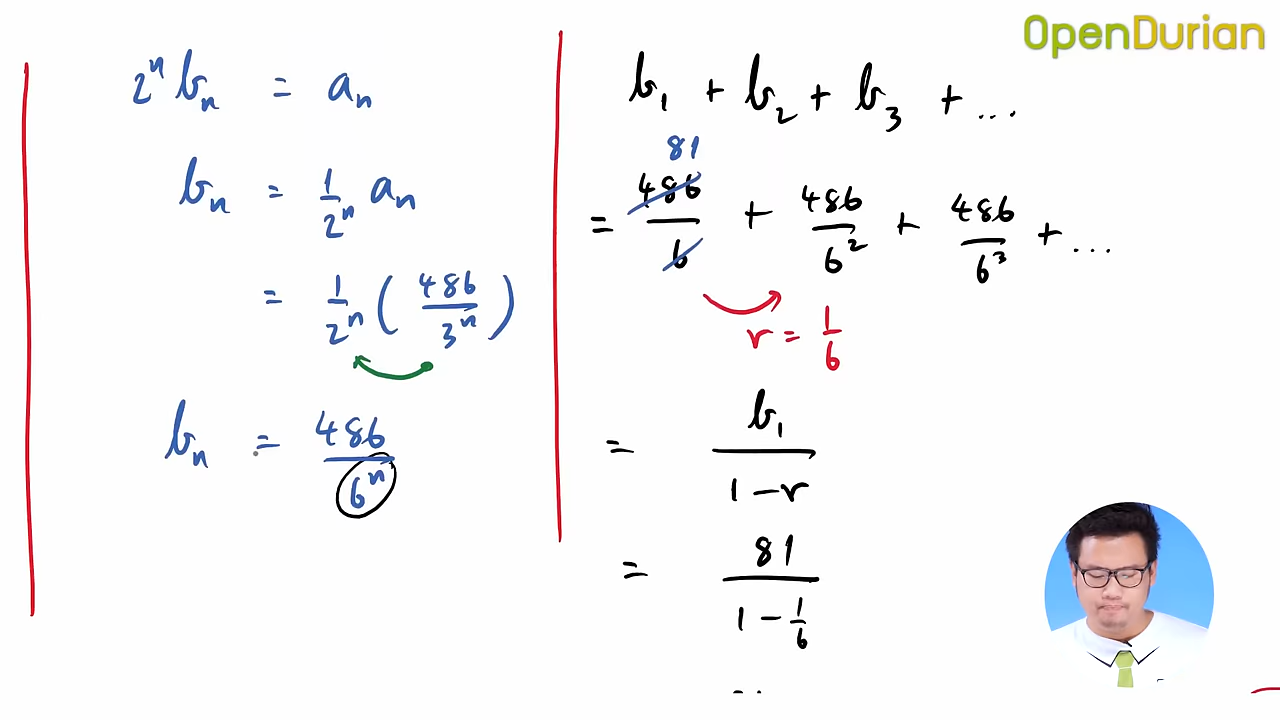 OpenDurian
2ⁿ bₙ = aₙ
bₙ = 1/2ⁿ aₙ
= 1/2ⁿ ( 486/3ⁿ )
bₙ = 486/6ⁿ
b₁ + b₂ + b₃ + ...
81
= 486/6 + 486/6² + 486/6³ + ...
r = 1/6
= b₁/(1-r)
= 81/(1-1/6)